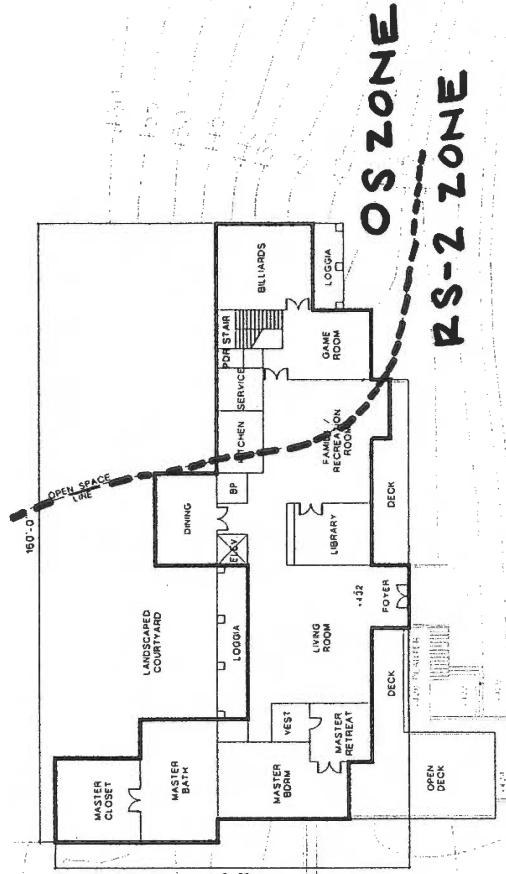 OS ZONE
RS-2 ZONE
160'-0"
OPEN SPACE
LINE
BILLIARDS
LOGGIA
STAIR
PDR
GAME
ROOM
SERVICE
KITCHEN
FAMILY /
RECREATION
ROOM
BP
DINING
ELEV
LIBRARY
DECK
LANDSCAPED
COURTYARD
LOGGIA
LIVING
ROOM
FOYER
VEST
MASTER
RETREAT
DECK
MASTER
CLOSET
MASTER
BATH
MASTER
BDRM
OPEN
DECK